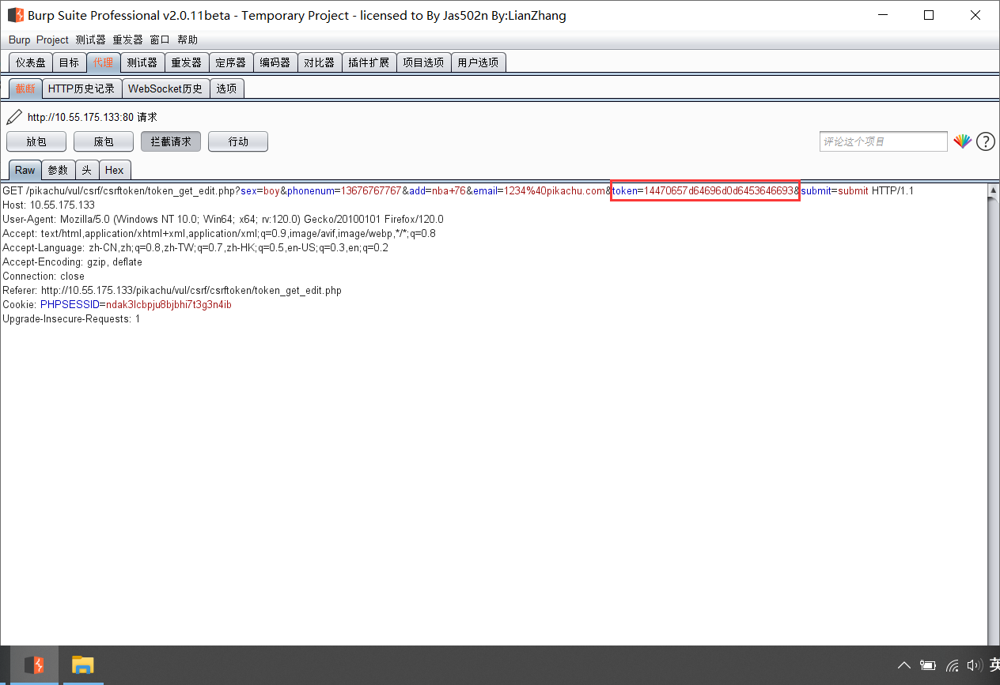 Burp Suite Professional v2.0.11beta - Temporary Project - licensed to By Jas502n By:LianZhang
Burp Project 测试器 重发器 窗口 帮助
仪表盘 目标 代理 测试器 重发器 定序器 编码器 对比器 插件扩展 项目选项 用户选项
截断 HTTP历史记录 WebSocket历史 选项
http://10.55.175.133:80 请求
放包 废包 拦截请求 行动 评论这个项目 ?
Raw 参数 头 Hex
GET /pikachu/vul/csrf/csrftoken/token_get_edit.php?sex=boy&phonenum=13676767767&add=nba+76&email=1234%40pikachu.com&token=14470657d64696d0d6453646693&submit=submit HTTP/1.1
Host: 10.55.175.133
User-Agent: Mozilla/5.0 (Windows NT 10.0; Win64; x64; rv:120.0) Gecko/20100101 Firefox/120.0
Accept: text/html,application/xhtml+xml,application/xml;q=0.9,image/avif,image/webp,*/*;q=0.8
Accept-Language: zh-CN,zh;q=0.8,zh-TW;q=0.7,zh-HK;q=0.5,en-US;q=0.3,en;q=0.2
Accept-Encoding: gzip, deflate
Connection: close
Referer: http://10.55.175.133/pikachu/vul/csrf/csrftoken/token_get_edit.php
Cookie: PHPSESSID=ndak3lcbpju8bjbhi7t3g3n4ib
Upgrade-Insecure-Requests: 1
英